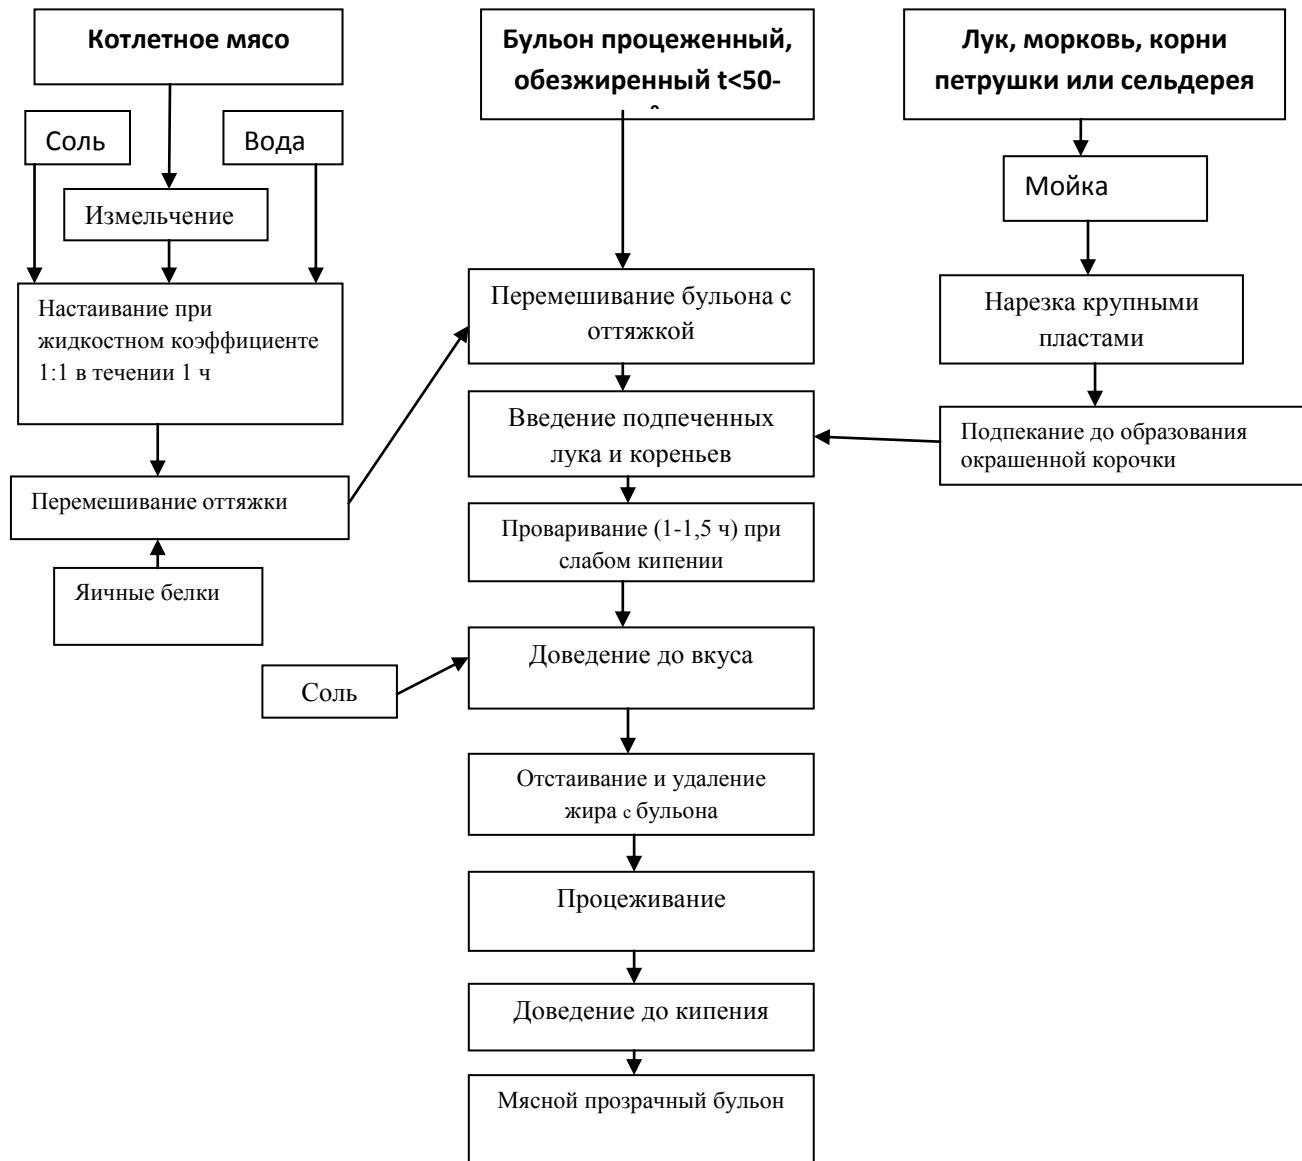 Котлетное мясо
Соль
Вода
Измельчение
Настаивание при
жидкостном коэффициенте
1:1 в течении 1 ч
Перемешивание оттяжки
Яичные белки
Бульон процеженный,
обезжиренный t<50-
Перемешивание бульона с
оттяжкой
Введение подпеченных
лука и кореньев
Проваривание (1-1,5 ч) при
слабом кипении
Доведение до вкуса
Соль
Отстаивание и удаление
жира с бульона
Процеживание
Доведение до кипения
Мясной прозрачный бульон
Лук, морковь, корни
петрушки или сельдерея
Мойка
Нарезка крупными
пластами
Подпекание до образования
окрашенной корочки